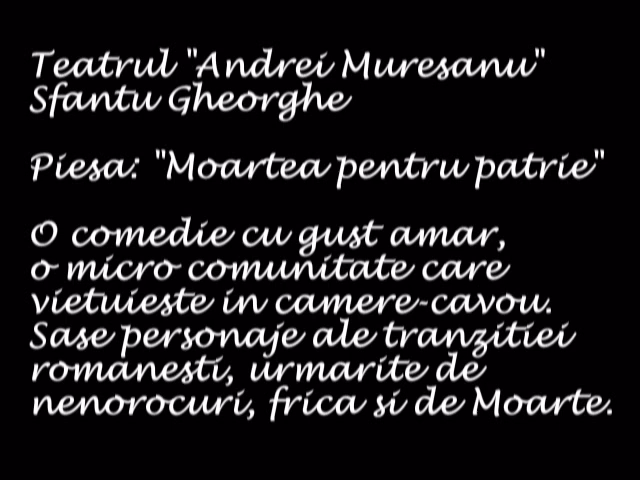 Teatrul "Andrei Muresanu"
Sfantu Gheorghe
Piesa: "Moartea pentru patrie"
O comedie cu gust amar,
o micro comunitate care
vietuieste in camere-cavou.
Sase personaje ale tranzitiei
romanesti, urmarite de
nenorocuri, frica si de Moarte.